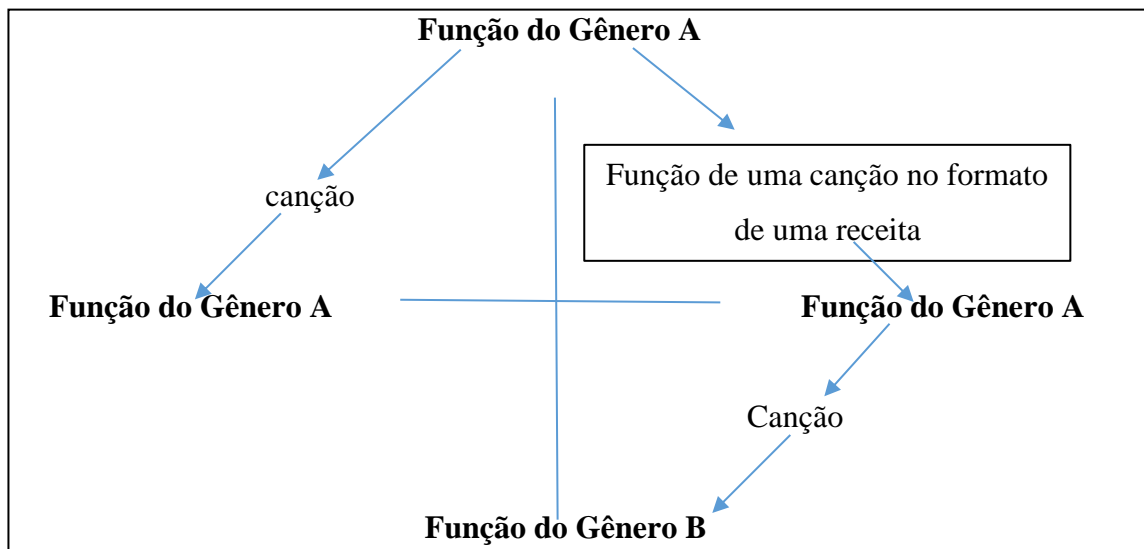 Função do Gênero A
canção
Função de uma canção no formato
de uma receita
Função do Gênero A
Função do Gênero A
Canção
Função do Gênero B